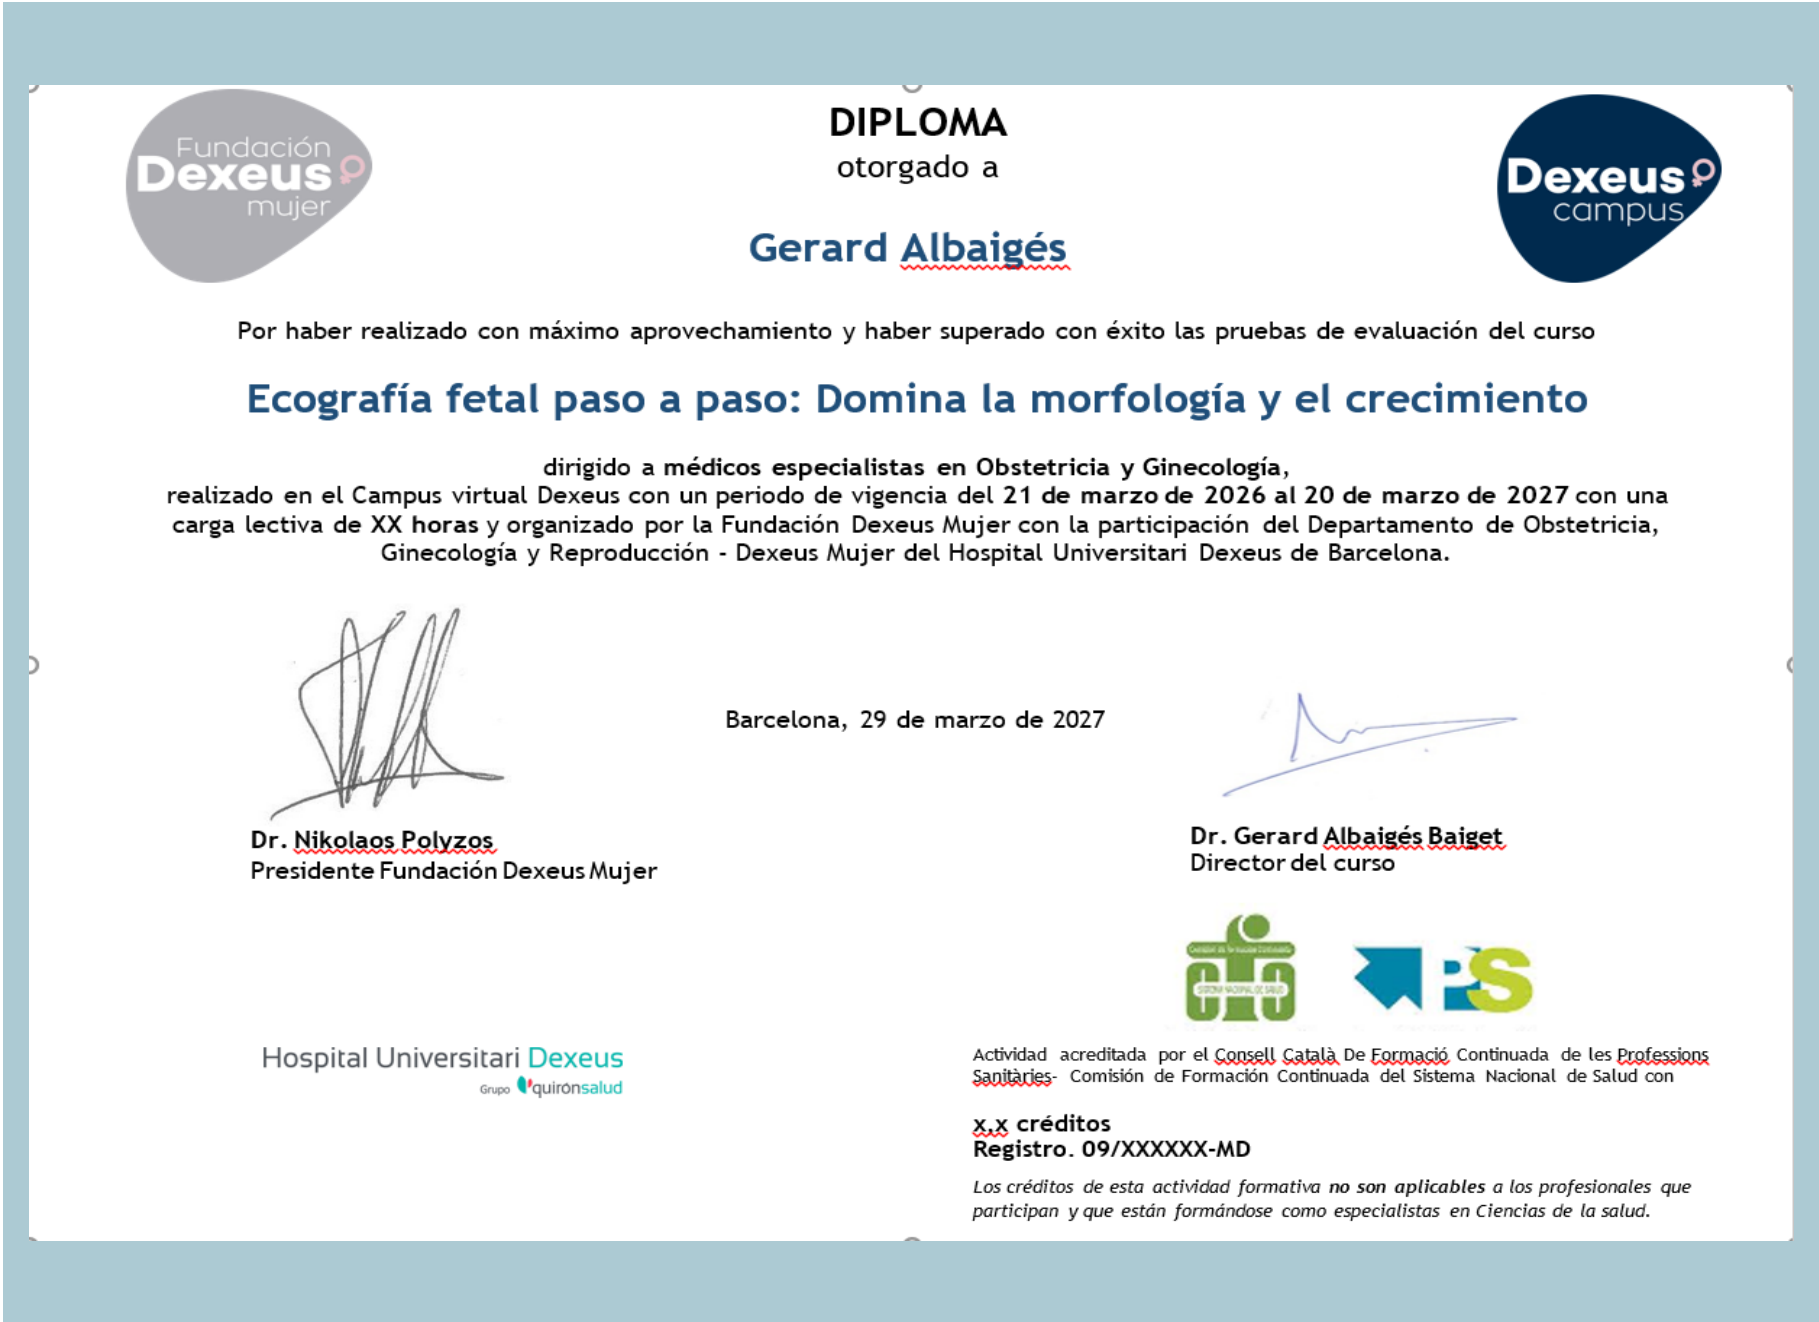 Fundación
Dexeus
mujer
DIPLOMA
otorgado a
Dexeus
campus
Gerard Albaigés
Por haber realizado con máximo aprovechamiento y haber superado con éxito las pruebas de evaluación del curso
Ecografía fetal paso a paso: Domina la morfología y el crecimiento
dirigido a médicos especialistas en Obstetricia y Ginecología,
realizado en el Campus virtual Dexeus con un periodo de vigencia del 21 de marzo de 2026 al 20 de marzo de 2027 con una
carga lectiva de XX horas y organizado por la Fundación Dexeus Mujer con la participación del Departamento de Obstetricia,
Ginecología y Reproducción - Dexeus Mujer del Hospital Universitari Dexeus de Barcelona.
Barcelona, 29 de marzo de 2027
Dr. Nikolaos Polyzos
Presidente Fundación Dexeus Mujer
Dr. Gerard Albaigés Baiget
Director del curso
SISTEMA NACIONAL DE SALUD
PS
Hospital Universitari Dexeus
Grupo quirónsalud
Actividad acreditada por el Consell Català De Formació Continuada de les Professions
Sanitàries- Comisión de Formación Continuada del Sistema Nacional de Salud con
x,x créditos
Registro. 09/XXXXXX-MD
Los créditos de esta actividad formativa no son aplicables a los profesionales que
participan y que están formándose como especialistas en Ciencias de la salud.